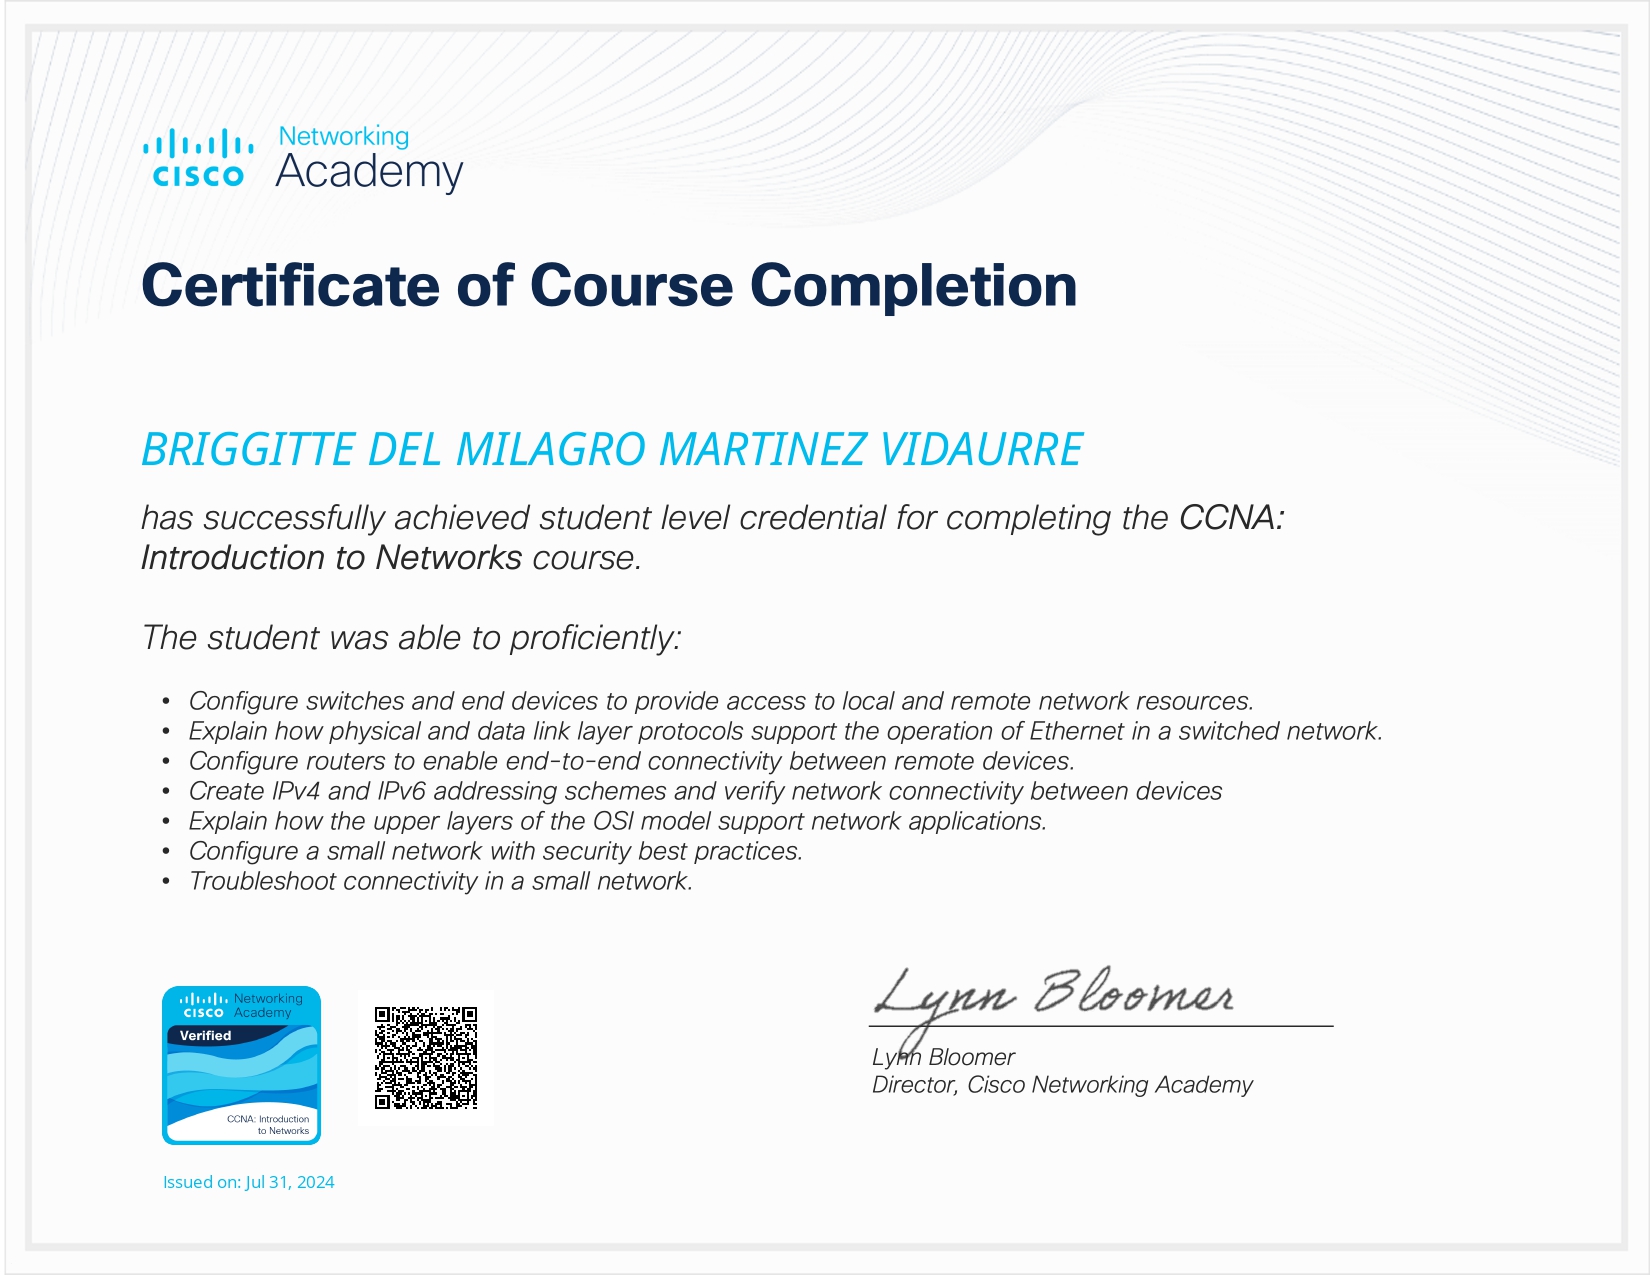 Networking
CISCO Academy
Certificate of Course Completion
BRIGGITTE DEL MILAGRO MARTINEZ VIDAURRE
has successfully achieved student level credential for completing the CCNA:
Introduction to Networks course.
The student was able to proficiently:
• Configure switches and end devices to provide access to local and remote network resources.
• Explain how physical and data link layer protocols support the operation of Ethernet in a switched network.
• Configure routers to enable end-to-end connectivity between remote devices.
• Create IPv4 and IPv6 addressing schemes and verify network connectivity between devices
• Explain how the upper layers of the OSI model support network applications.
• Configure a small network with security best practices.
• Troubleshoot connectivity in a small network.
Networking
CISCO Academy
Verified
CCNA: Introduction
to Networks
Lynn Bloomer
Lynn Bloomer
Director, Cisco Networking Academy
Issued on: Jul 31, 2024